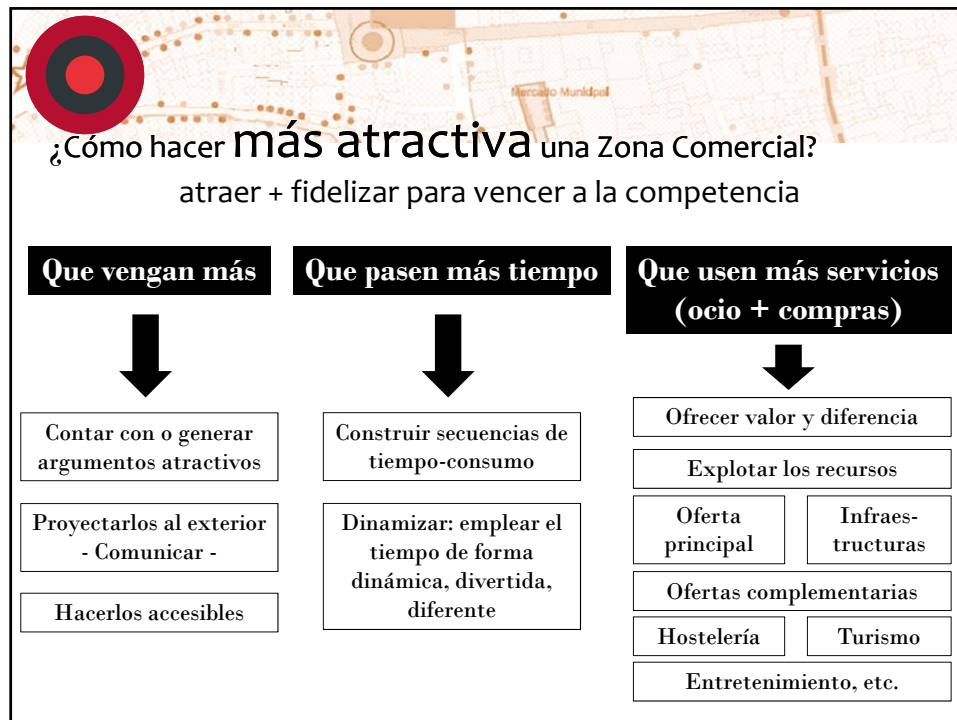 Mercado Municipal
¿Cómo hacer más atractiva una Zona Comercial?
atraer + fidelizar para vencer a la competencia
Que vengan más
Contar con o generar
argumentos atractivos
Proyectarlos al exterior
- Comunicar -
Hacerlos accesibles
Que pasen más tiempo
Construir secuencias de
tiempo-consumo
Dinamizar: emplear el
tiempo de forma
dinámica, divertida,
diferente
Que usen más servicios
(ocio + compras)
Ofrecer valor y diferencia
Explotar los recursos
Oferta
principal
Infraes-
tructuras
Ofertas complementarias
Hostelería
Turismo
Entretenimiento, etc.